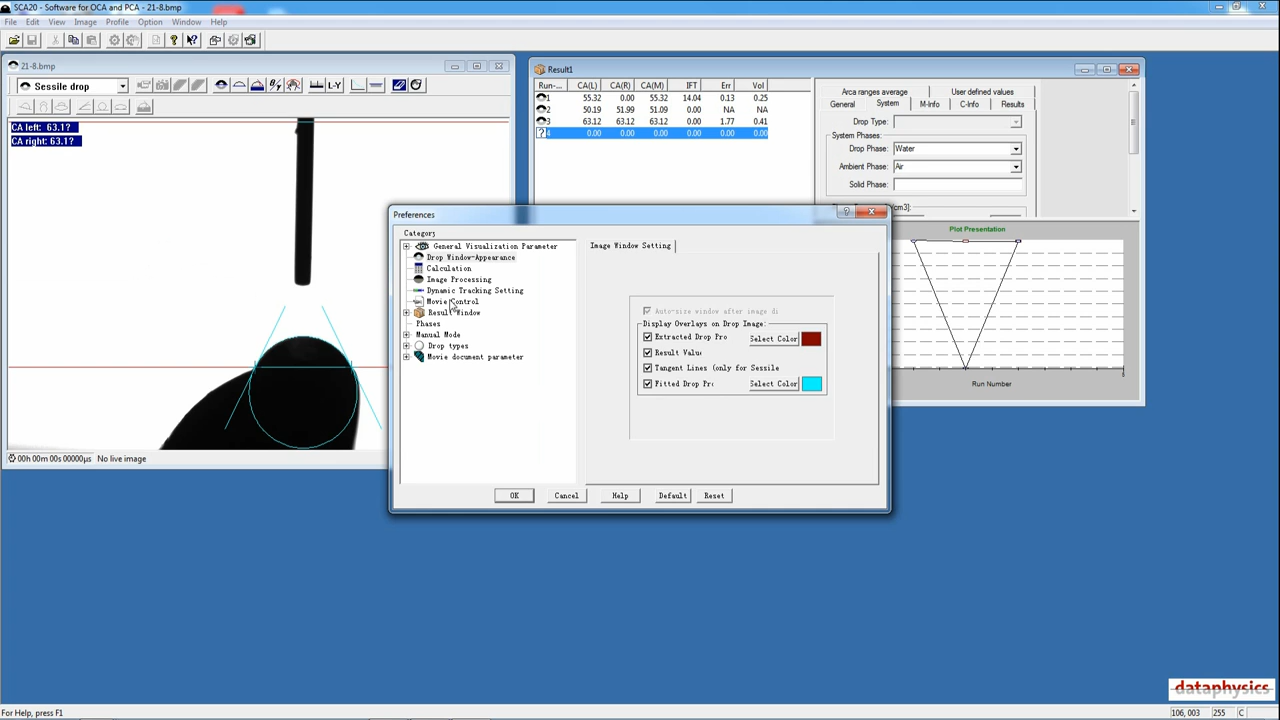 SCA20 - Software for OCA and PCA - 21-8.bmp
File Edit View Image Profile Option Window Help
21-8.bmp
Sessile drop
L-Y
CA left: 63.1?
CA right: 63.1?
00h 00m 00s 00000µs No live image
Result1
Run-... CA(L) CA(R) CA(M) IFT Err Vol
1 55.32 0.00 55.32 14.04 0.13 0.25
2 50.19 51.99 51.09 0.00 NA NA
3 63.12 63.12 63.12 0.00 1.77 0.41
4 0.00 0.00 0.00 0.00 0.00 0.00
Arca ranges average User defined values
General System M-Info C-Info Results
Drop Type:
System Phases:
Drop Phase: Water
Ambient Phase: Air
Solid Phase:
Plot Presentation
Run Number
Preferences
Category
General Visualization Parameter
Drop Window-Appearance
Calculation
Image Processing
Dynamic Tracking Setting
Movie Control
Result Window
Phases
Manual Mode
Drop types
Movie document parameter
Image Window Setting
Auto-size window after image di
Display Overlays on Drop Image:
Extracted Drop Pro Select Color
Result Valu
Tangent Lines (only for Sessile
Fitted Drop Pr Select Color
OK Cancel Help Default Reset
dataphysics
For Help, press F1
106, 003 255 C